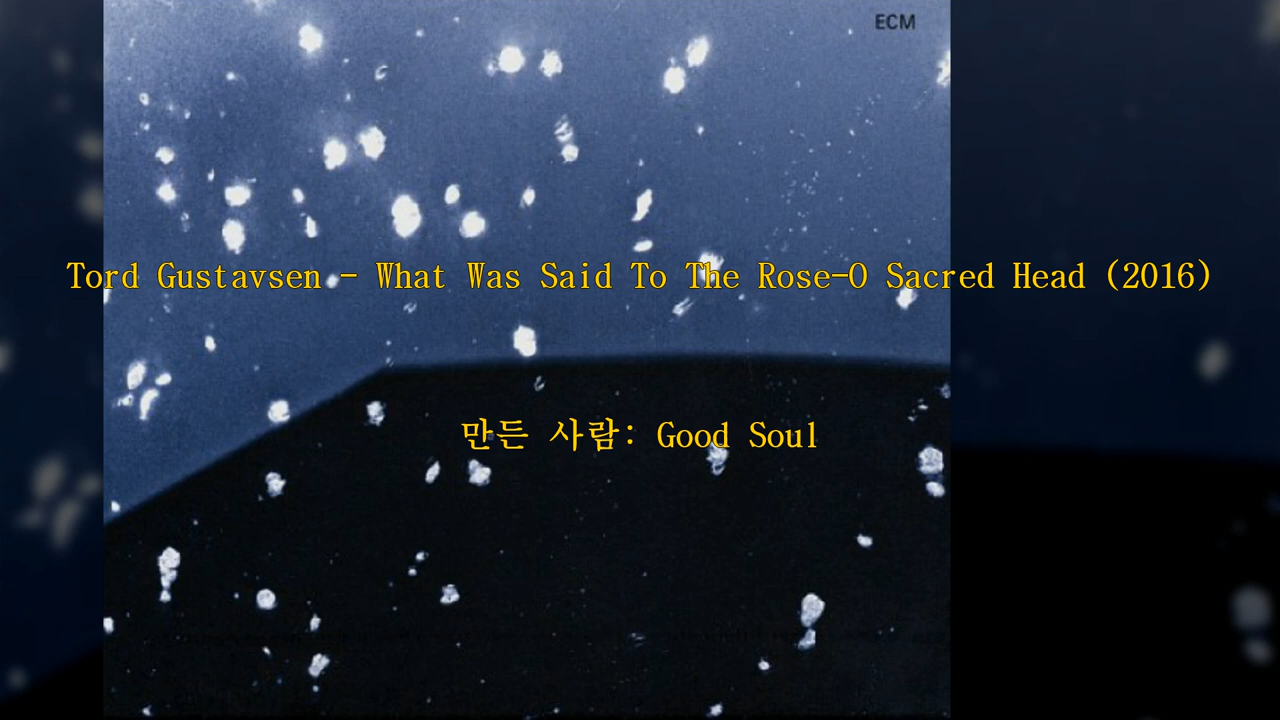 ECM
Tord Gustavsen - What Was Said To The Rose-O Sacred Head (2016)
만든 사람: Good Soul